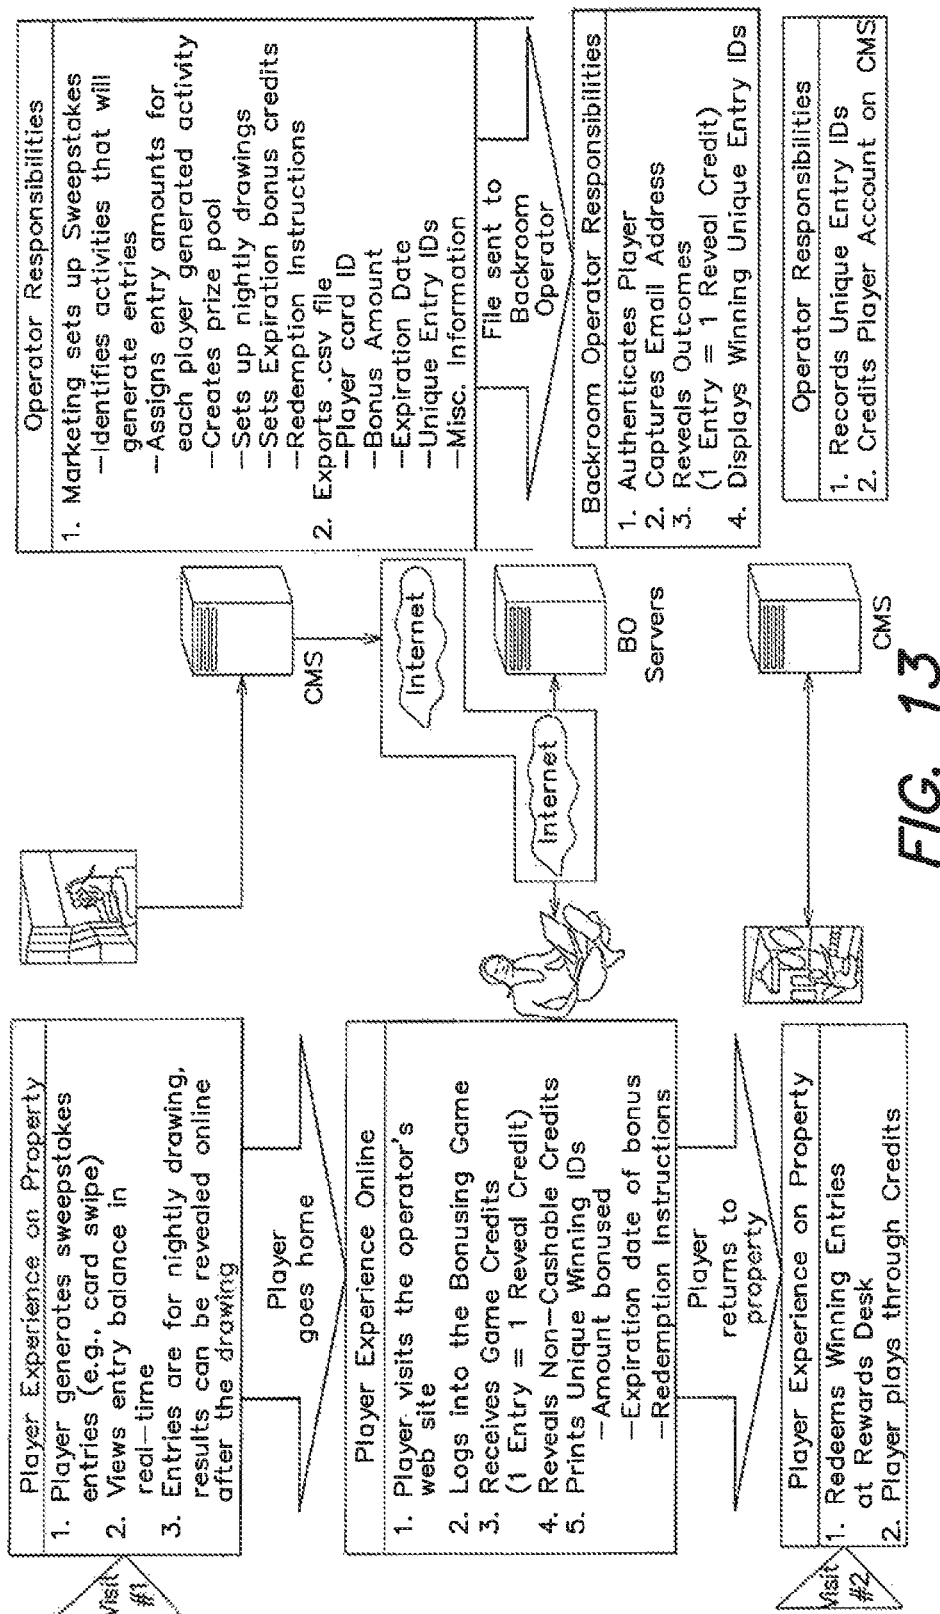 Player Experience on Property
1. Player generates sweepstakes
entries (e.g., card swipe)
2. Views entry balance in
real-time
3. Entries are for nightly drawing,
results can be revealed online
after the drawing
Visit
#1
Player
goes home
Player Experience Online
1. Player visits the operator's
web site
2. Logs into the Bonusing Game
3. Receives Game Credits
(1 Entry = 1 Reveal Credit)
4. Reveals Non-Cashable Credits
5. Prints Unique Winning IDs
-Amount bonused
-Expiration date of bonus
-Redemption Instructions
Player
returns to
property
Player Experience on Property
1. Redeems Winning Entries
at Rewards Desk
2. Player plays through Credits
Visit
#2
CMS
Internet
Internet
BO
Servers
CMS
Operator Responsibilities
1. Marketing sets up Sweepstakes
-Identifies activities that will
generate entries
-Assigns entry amounts for
each player generated activity
-Creates prize pool
-Sets up nightly drawings
-Sets Expiration bonus credits
-Redemption Instructions
2. Exports .csv file
-Player card ID
-Bonus Amount
-Expiration Date
-Unique Entry IDs
-Misc. Information
File sent to
Backroom
Operator
Backroom Operator Responsibilities
1. Authenticates Player
2. Captures Email Address
3. Reveals Outcomes
(1 Entry = 1 Reveal Credit)
4. Displays Winning Unique Entry IDs
Operator Responsibilities
1. Records Unique Entry IDs
2. Credits Player Account on CMS
FIG. 13